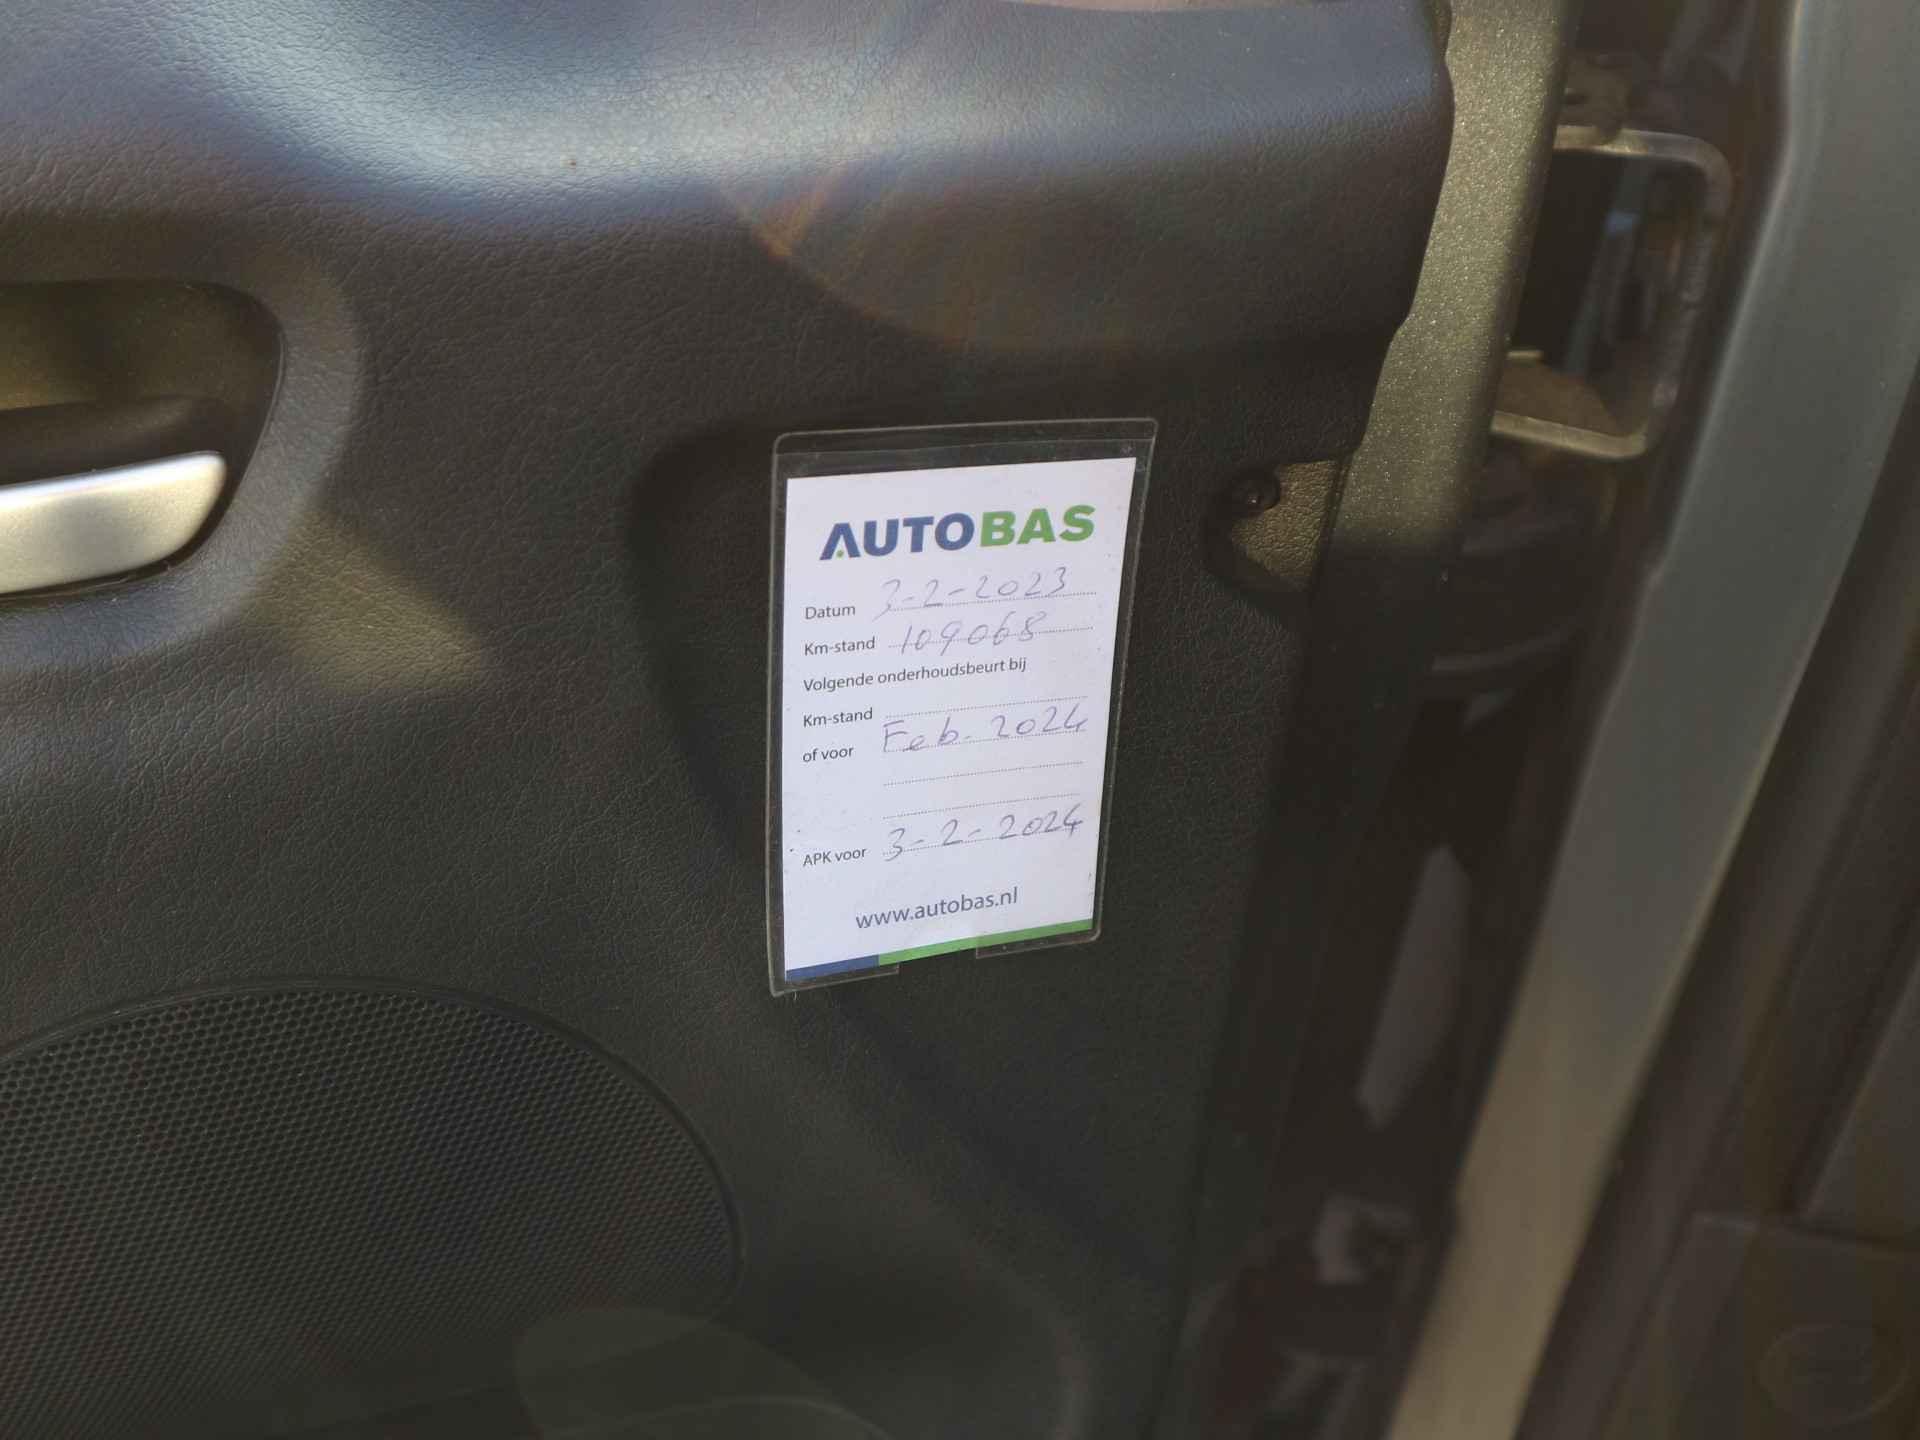 AUTOBAS
Datum 3-2-2023
Km-stand 109068
Volgende onderhoudsbeurt bij
Km-stand
of voor Feb. 2024
APK voor 3-2-2024
www.autobas.nl